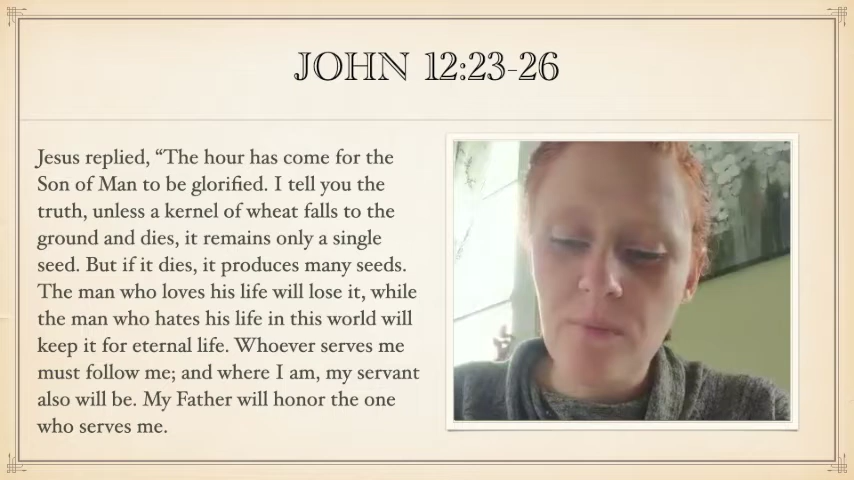 JOHN 12:23-26
Jesus replied, “The hour has come for the
Son of Man to be glorified. I tell you the
truth, unless a kernel of wheat falls to the
ground and dies, it remains only a single
seed. But if it dies, it produces many seeds.
The man who loves his life will lose it, while
the man who hates his life in this world will
keep it for eternal life. Whoever serves me
must follow me; and where I am, my servant
also will be. My Father will honor the one
who serves me.